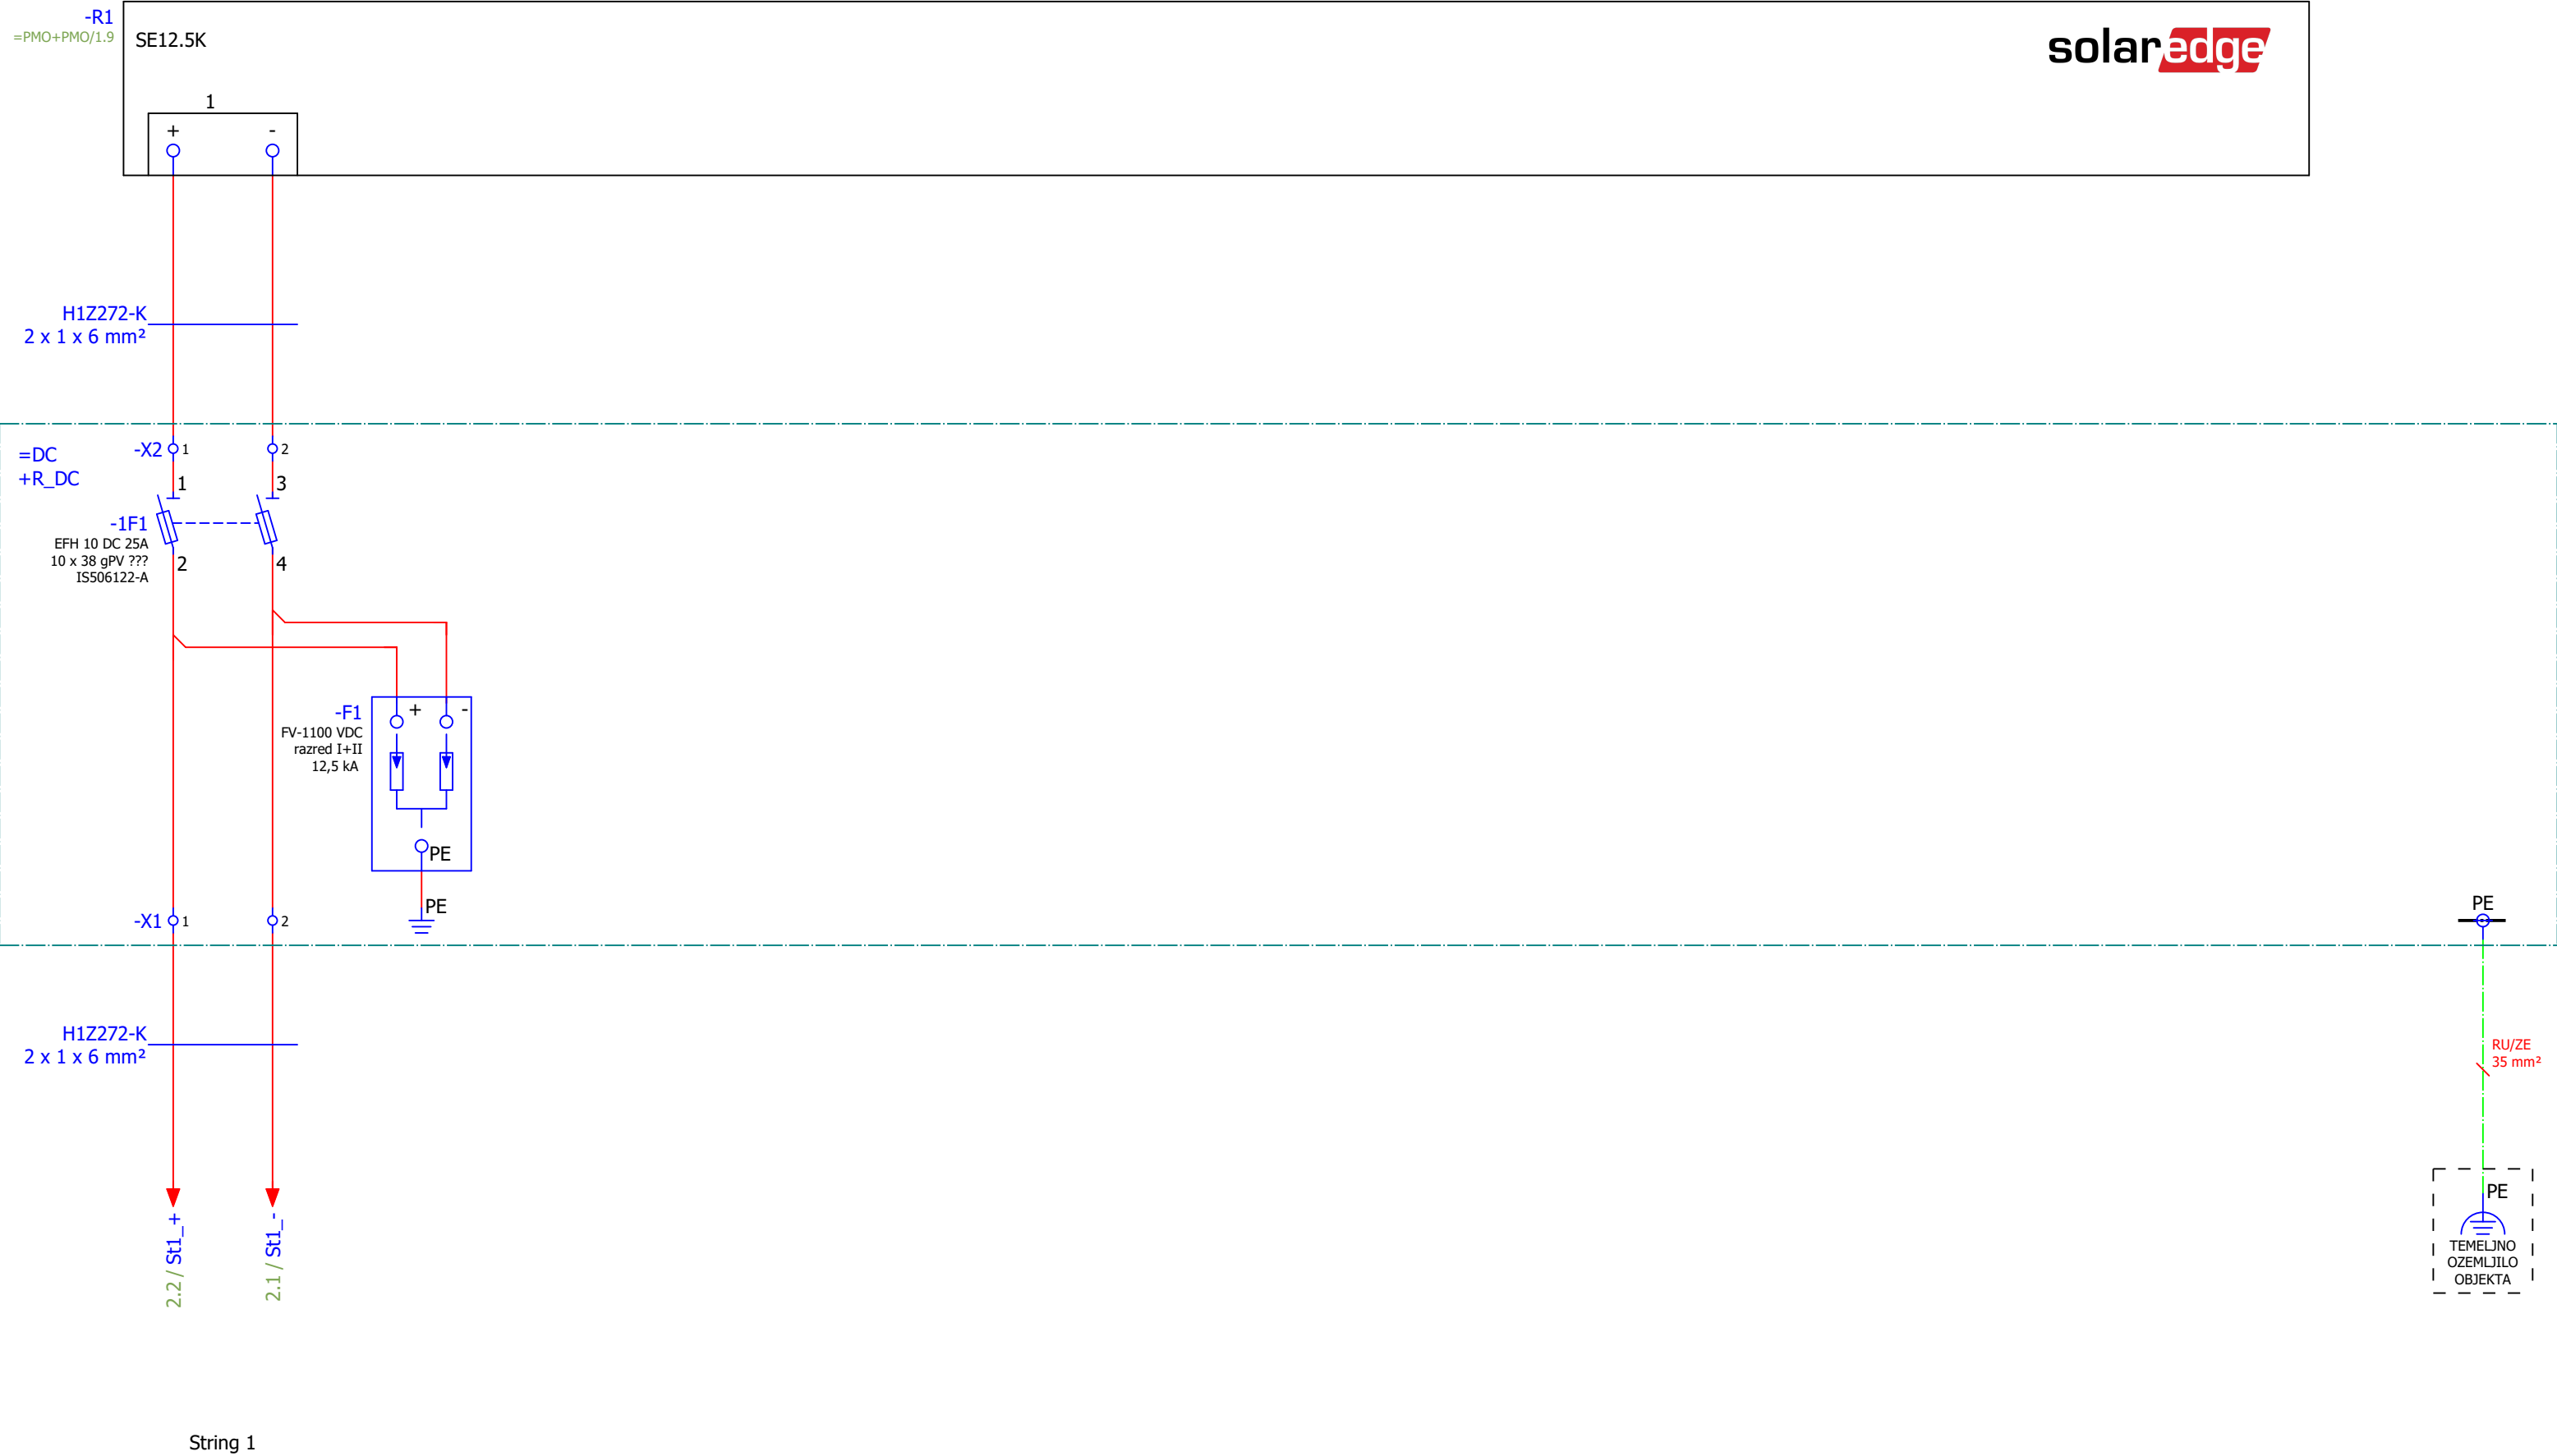 -R1
=PMO+PMO/1.9
SE12.5K
solaredge
1
+ -
H1Z272-K
2 x 1 x 6 mm²
=DC
+R_DC
-X2 1 2
1 3
-1F1
EFH 10 DC 25A
10 x 38 gPV ???
IS506122-A
2 4
-F1
FV-1100 VDC
razred I+II
12,5 kA
+ -
PE
PE
-X1 1 2
PE
H1Z272-K
2 x 1 x 6 mm²
RU/ZE
35 mm²
2.2 / St1_+
2.1 / St1_-
PE
TEMELJNO
OZEMLJILO
OBJEKTA
String 1